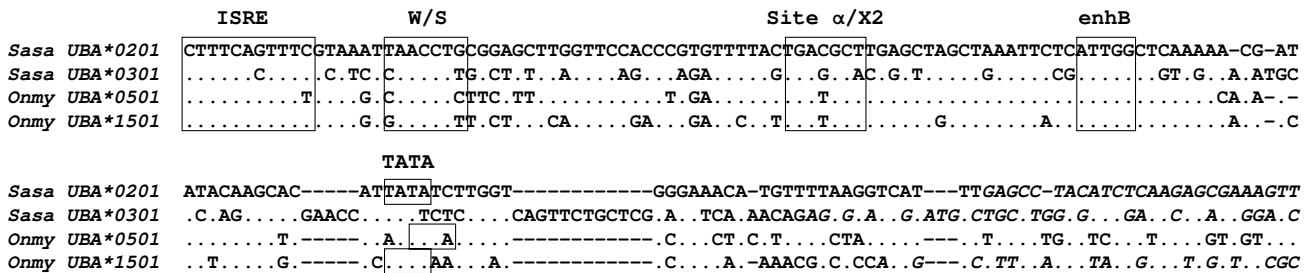 ISRE W/S Site α/X2 enhB
Sasa UBA*0201 CTTTCAGTTTCGTAAATTAACCTGCGGAGCTTGGTTCCACCCGTGTTTTACTGACGCTTGAGCTAGCTAAATTCTCATTGGCTCAAAAA–CG–AT
Sasa UBA*0301 ......C.....C.TC.C.....TG.CT.T..A....AG...AGA......G...G..AC.G.T.....G.....CG........GT.G..A.ATGC
Onmy UBA*0501 ..........T....G.C......CTTC.TT...........T.GA.......T.................................CA.A–.–
Onmy UBA*1501 ...............G.G......TT.CT...CA....GA...GA..C..T...T.........G........A...............A..–.C
TATA
Sasa UBA*0201 ATACAAGCAC–––––ATTATATCTTGGT––––––––––––GGGAAACA–TGTTTTAAGGTCAT–––TTGAGCC–TACATCTCAAGAGCGAAAGTT
Sasa UBA*0301 .C.AG....GAACC.....TCTC....CAGTTCTGCTCG.A..TCA.AACAGAG.G.A..G.ATG.CTGC.TGG.G...GA..C..A..GGA.C
Onmy UBA*0501 ........T.–––––..A....A.....––––––––––––.C...CT.C.T....CTA.....–––..T....TG..TC...T....GT.GT...
Onmy UBA*1501 ..T....G.–––––.C....AA...A.––––––––––––.C....A.–AAACG.C.CCA..G–––.C.TT..A...TA..G..T.G.T..CGC